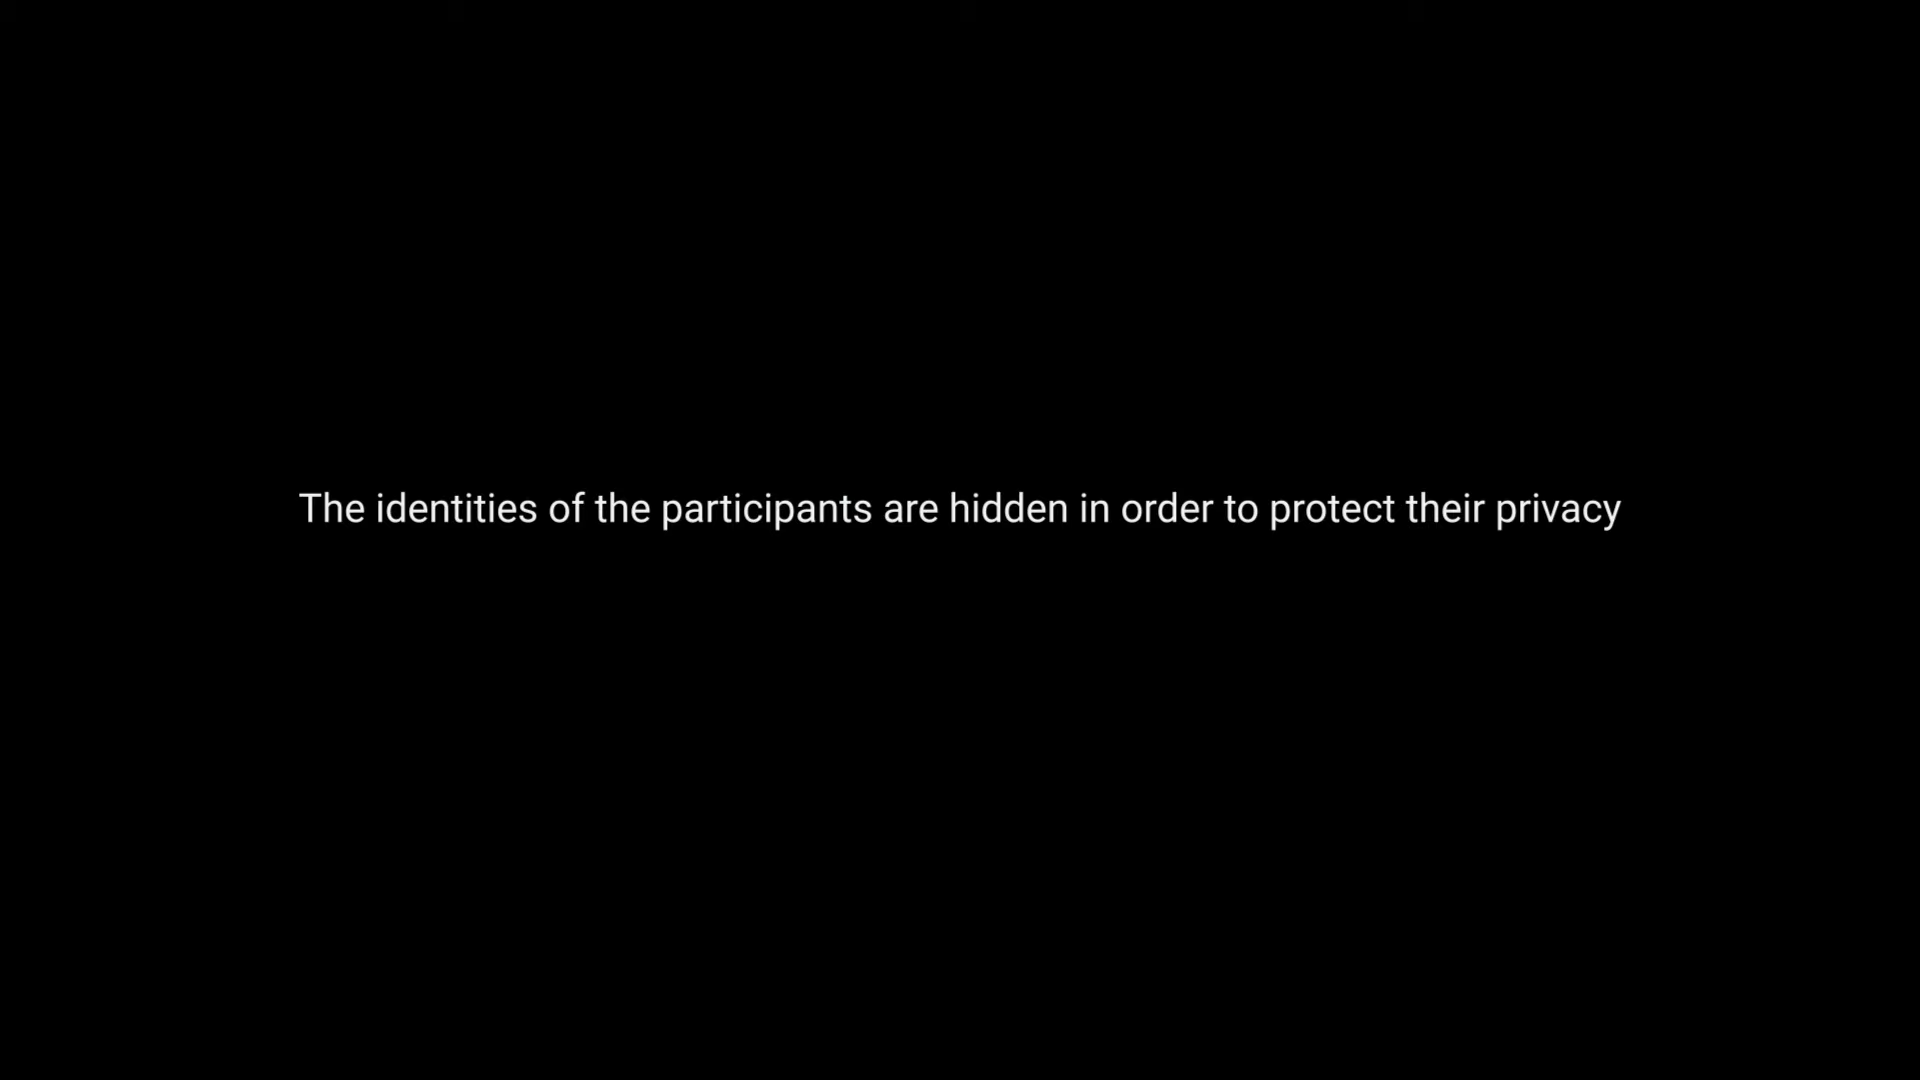 The identities of the participants are hidden in order to protect their privacy